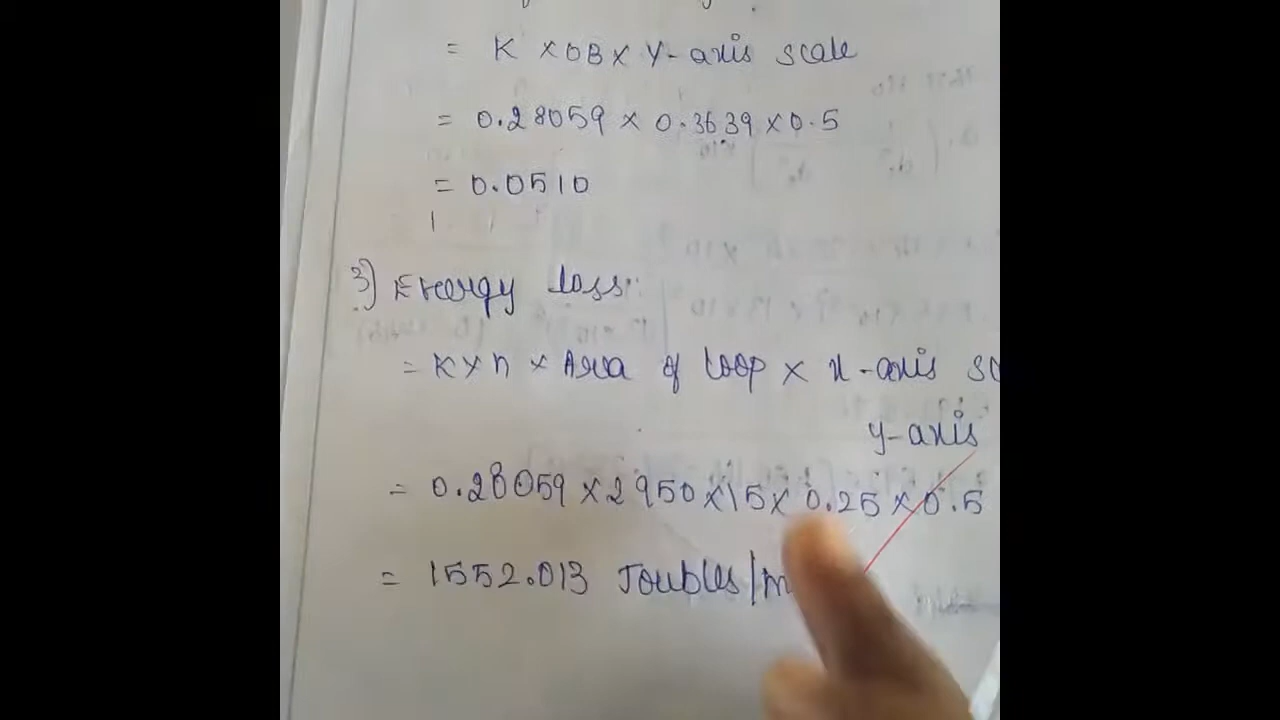 = K × OB × Y-axis scale
= 0.28059 × 0.3639 × 0.5
= 0.0510
3) Energy loss:
= K × n × Area of loop × x-axis sc
y-axis
= 0.28059 × 2950 × 15 × 0.25 × 0.5
= 1552.013 Joubles/m